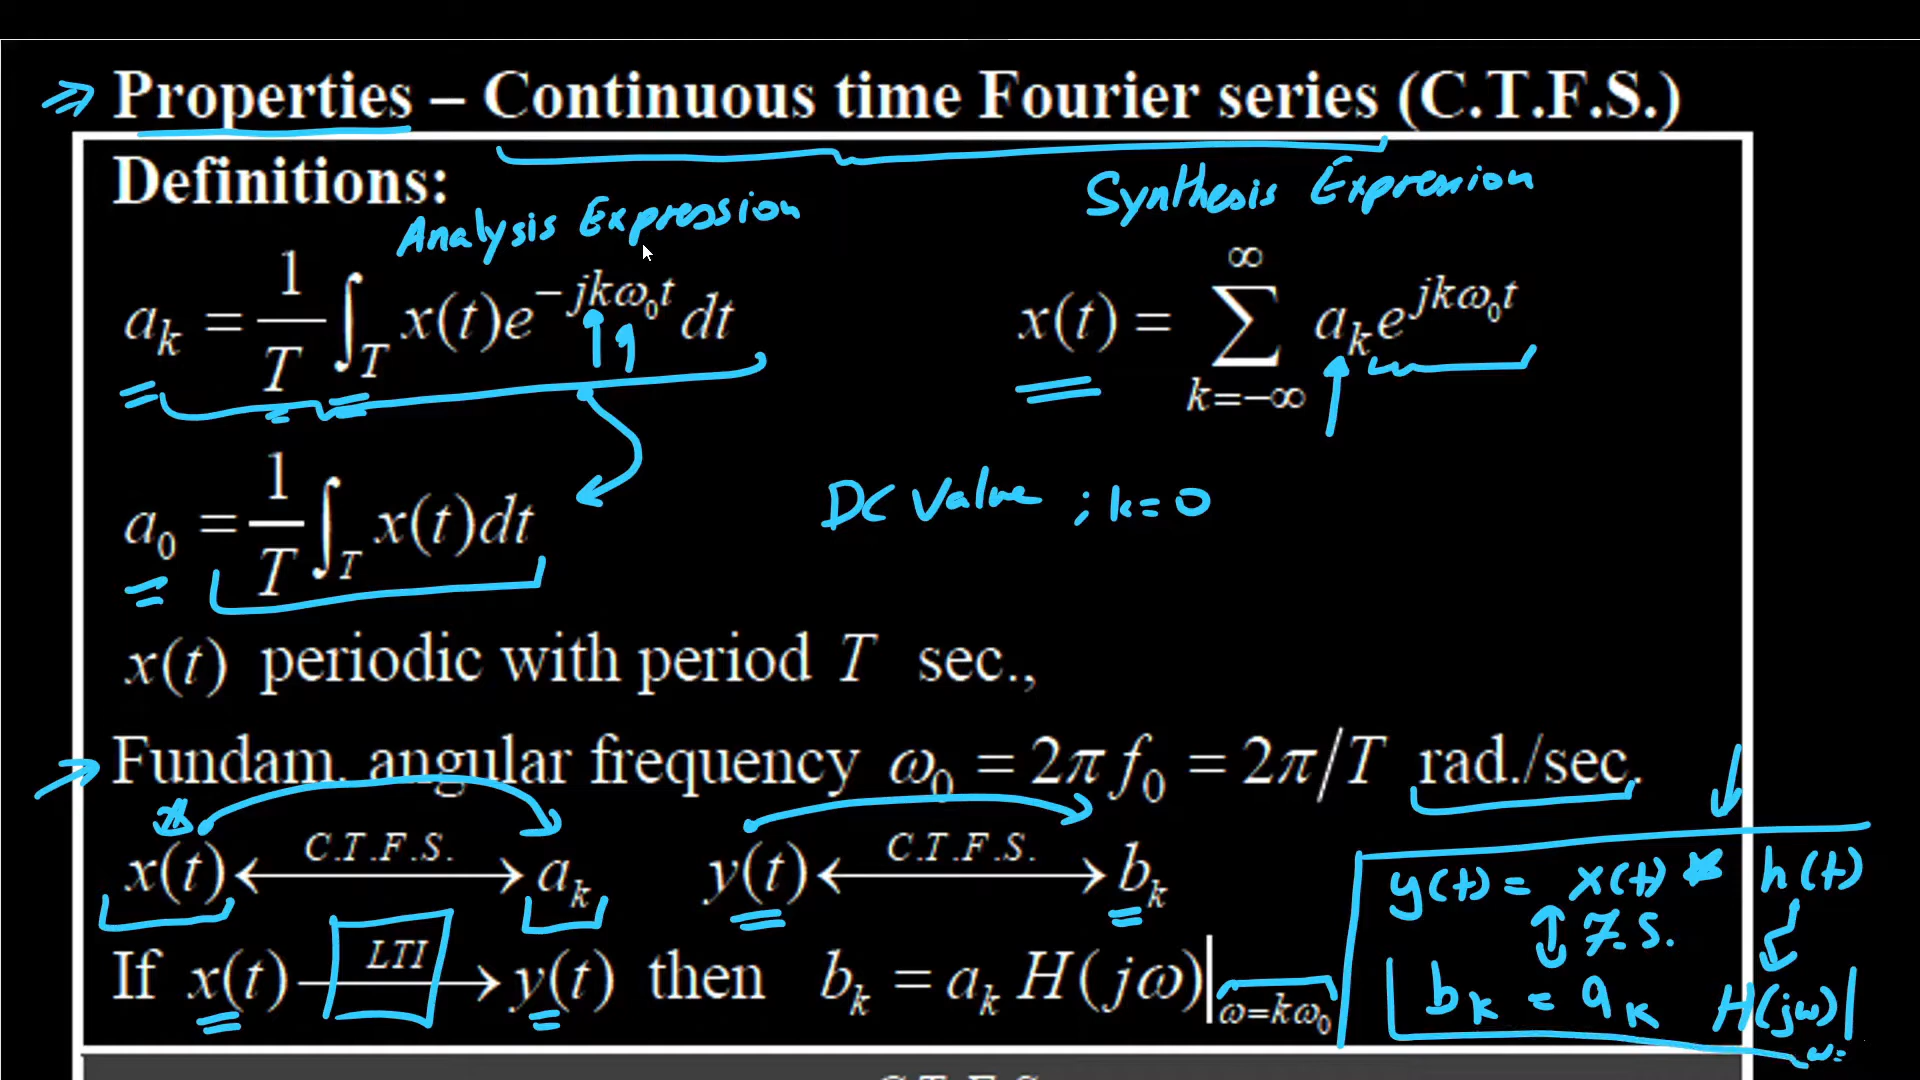 Properties – Continuous time Fourier series (C.T.F.S.)
Definitions:
Analysis Expression
Synthesis Expression
a_k = 1/T ∫_T x(t)e^{-jkω_0t} dt
x(t) = ∑_{k=-∞}^{∞} a_k e^{jkω_0t}
a_0 = 1/T ∫_T x(t)dt
DC Value ; k=0
x(t) periodic with period T sec.,
Fundam. angular frequency ω_0 = 2π f_0 = 2π/T rad./sec.
x(t) ←C.T.F.S.→ a_k y(t) ←C.T.F.S.→ b_k
If x(t) —LTI→ y(t) then b_k = a_k H(jω)|_{ω=kω_0}
y(t) = x(t) * h(t)
F.S.
b_k = a_k H(jω)|
ω=
C.T.F.S.